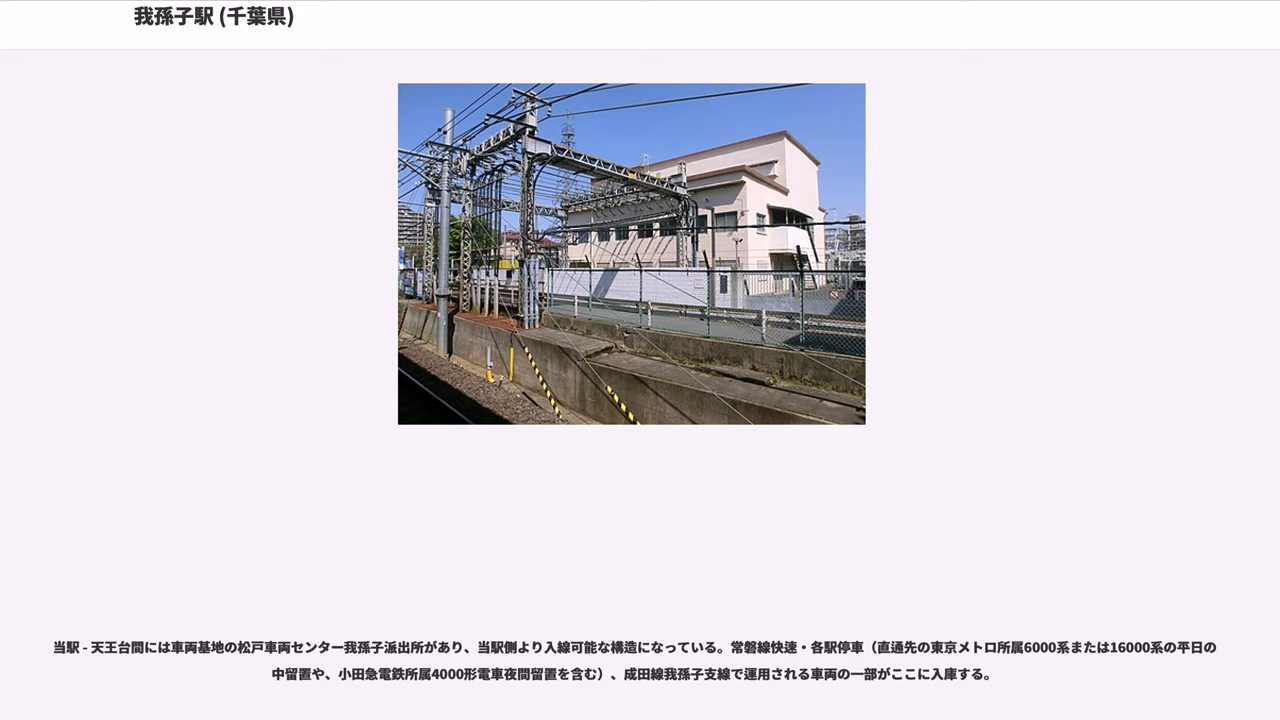 我孫子駅 (千葉県)
当駅 - 天王台間には車両基地の松戸車両センター我孫子派出所があり、当駅側より入線可能な構造になっている。常磐線快速・各駅停車（直通先の東京メトロ所属6000系または16000系の平日の
中留置や、小田急電鉄所属4000形電車夜間留置を含む）、成田線我孫子支線で運用される車両の一部がここに入庫する。